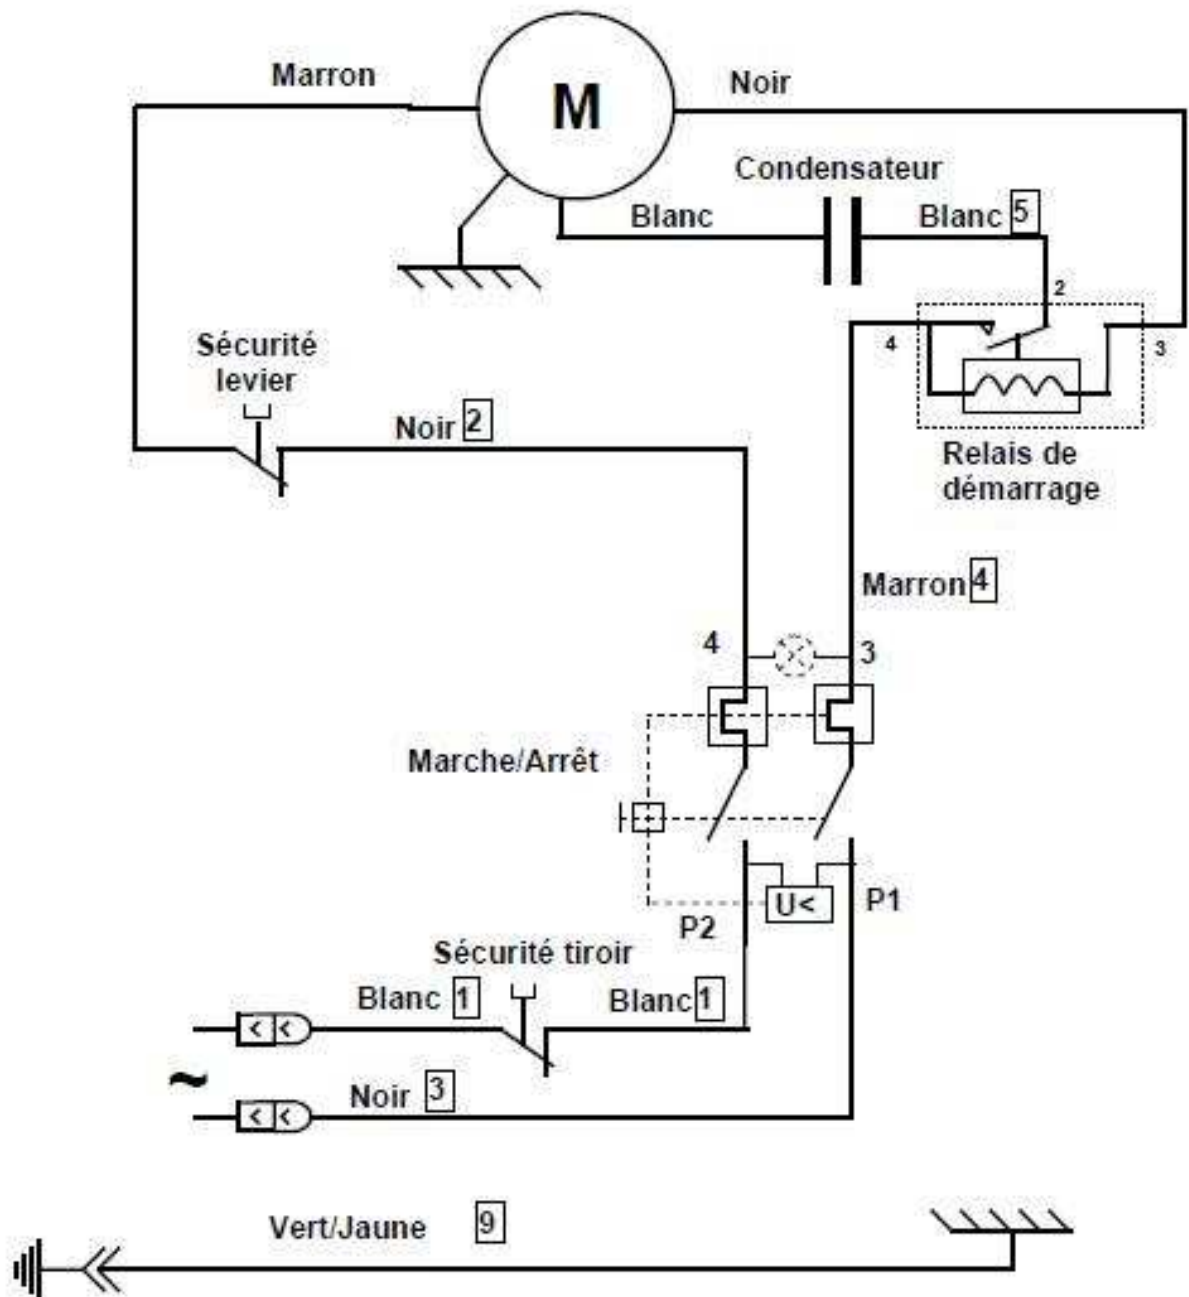 Marron
M
Noir
Condensateur
Blanc
Blanc 5
2
4
3
Sécurité
levier
Noir 2
Relais de
démarrage
Marron 4
4
3
Marche/Arrêt
U<
P1
P2
Sécurité tiroir
Blanc 1
Blanc 1
~
Noir 3
Vert/Jaune 9